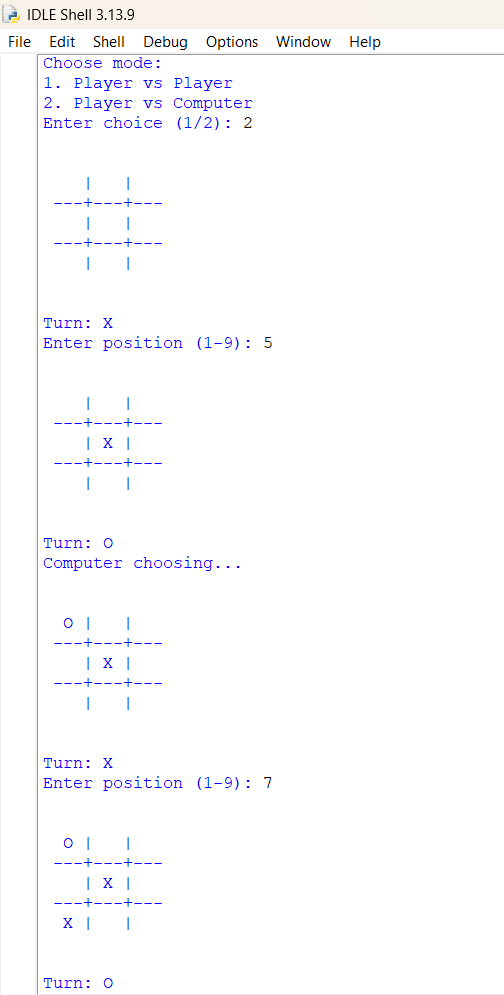 IDLE Shell 3.13.9
File Edit Shell Debug Options Window Help
Choose mode:
1. Player vs Player
2. Player vs Computer
Enter choice (1/2): 2
   |   |
---+---+---
   |   |
---+---+---
   |   |
Turn: X
Enter position (1-9): 5
   |   |
---+---+---
   | X |
---+---+---
   |   |
Turn: O
Computer choosing...
 O |   |
---+---+---
   | X |
---+---+---
   |   |
Turn: X
Enter position (1-9): 7
 O |   |
---+---+---
   | X |
---+---+---
 X |   |
Turn: O